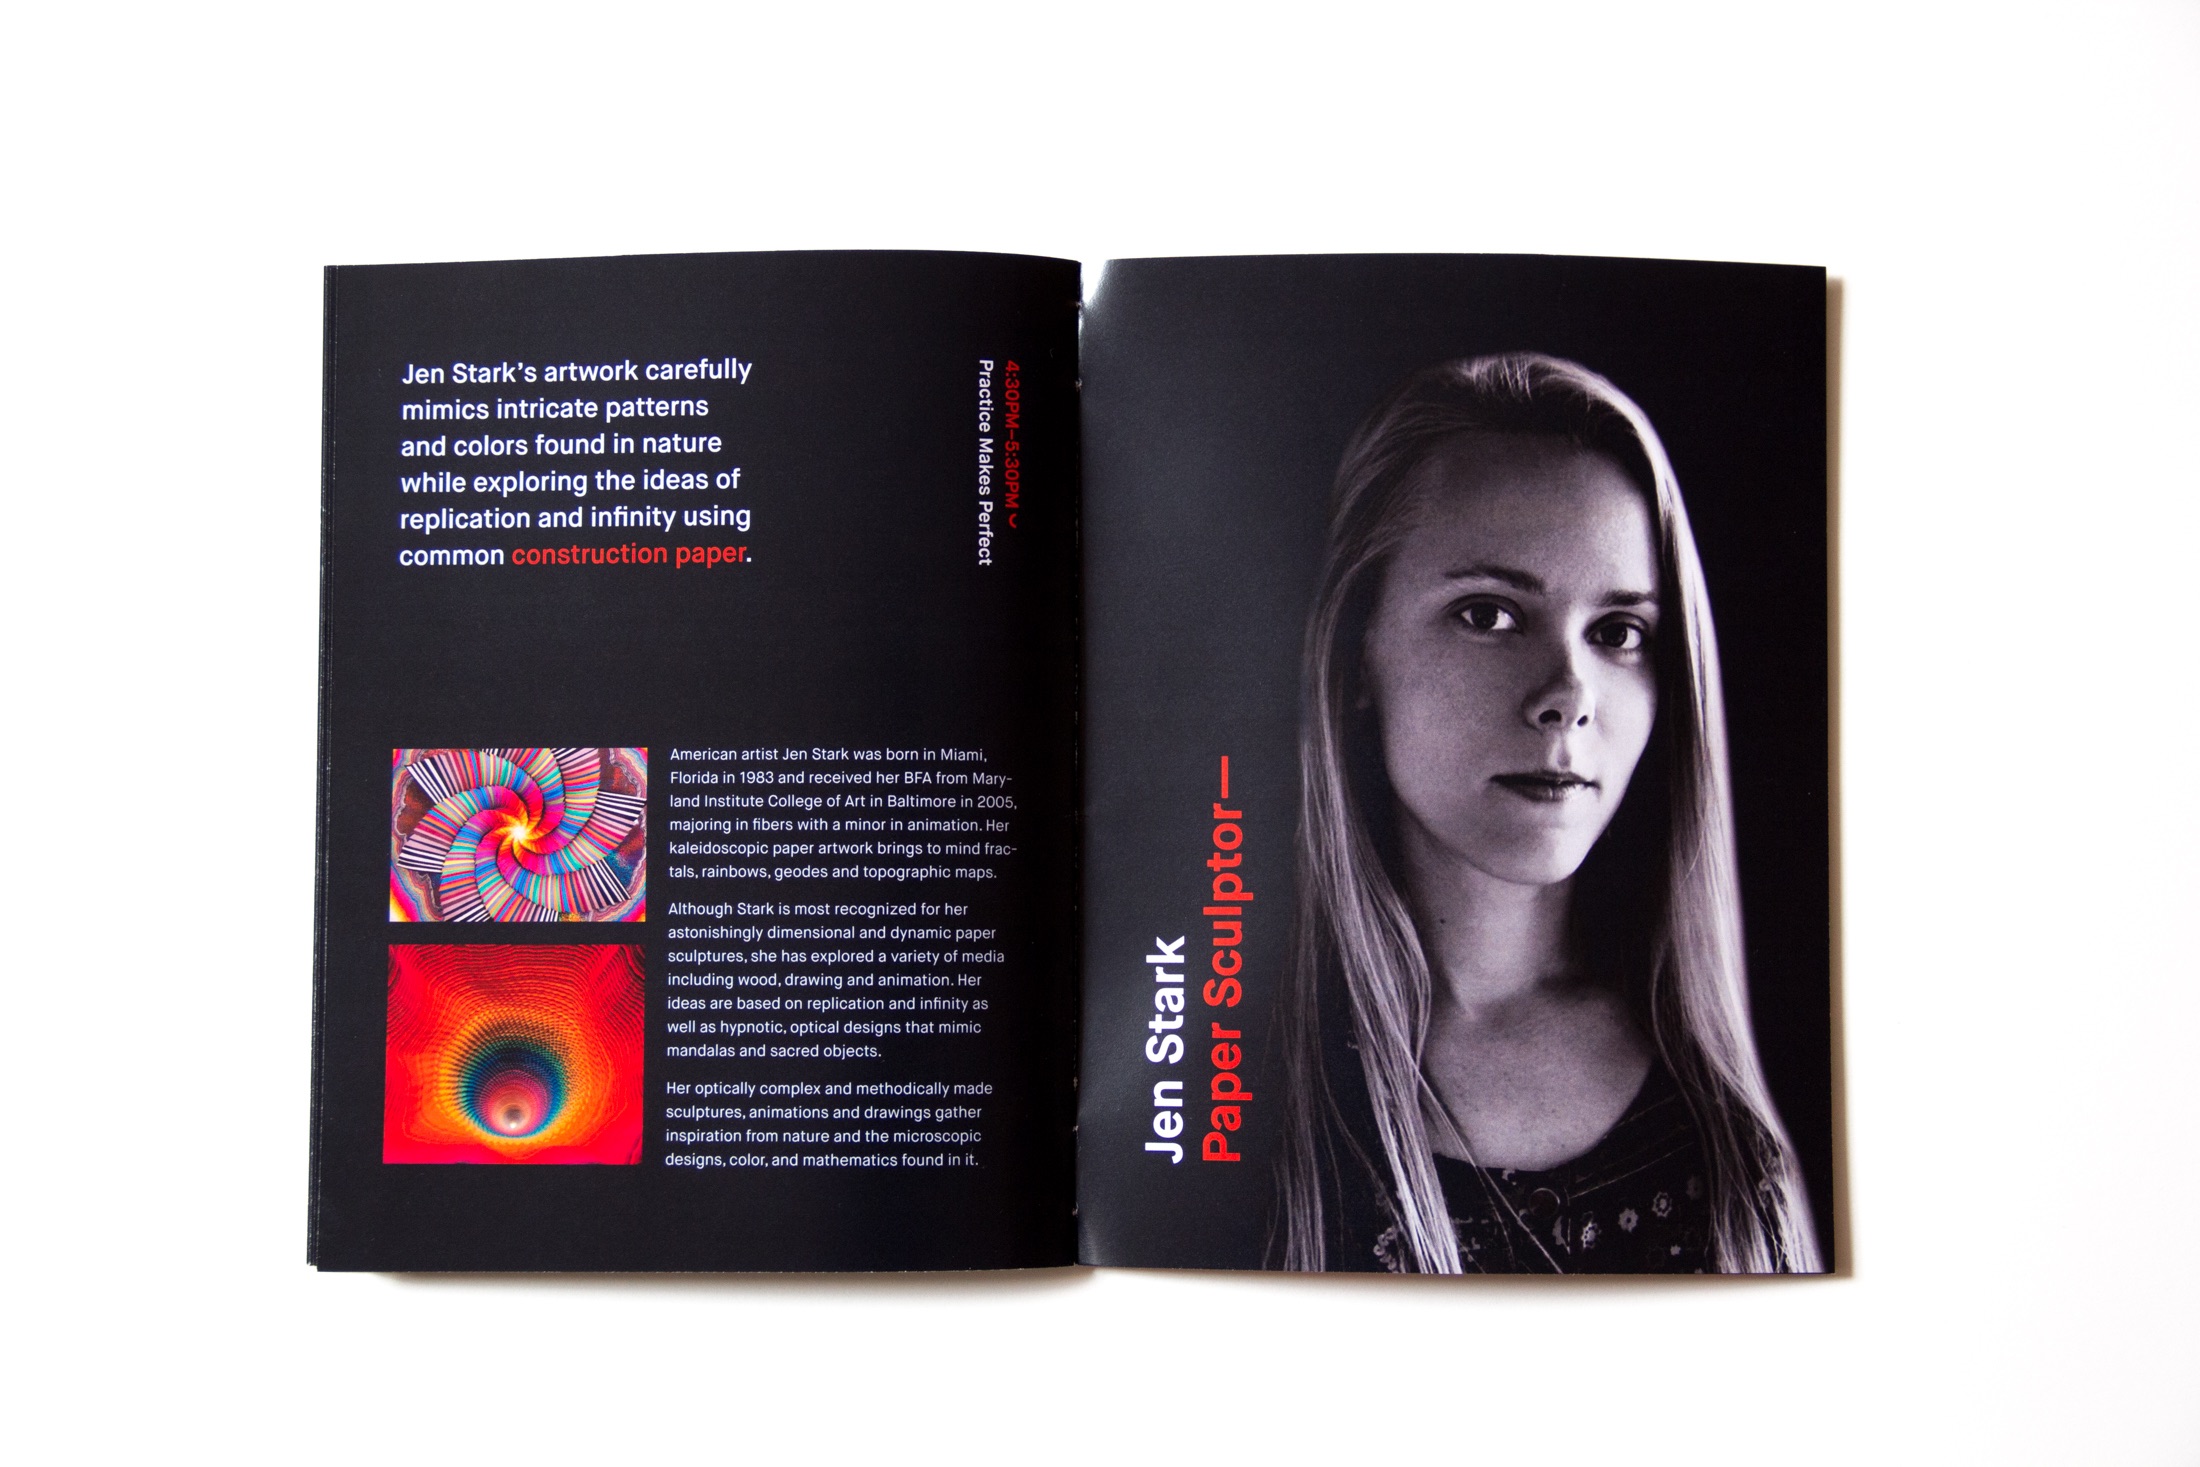 Jen Stark’s artwork carefully
mimics intricate patterns
and colors found in nature
while exploring the ideas of
replication and infinity using
common construction paper.
4:30PM–5:30PM
Practice Makes Perfect
American artist Jen Stark was born in Miami,
Florida in 1983 and received her BFA from Mary-
land Institute College of Art in Baltimore in 2005,
majoring in fibers with a minor in animation. Her
kaleidoscopic paper artwork brings to mind frac-
tals, rainbows, geodes and topographic maps.
Although Stark is most recognized for her
astonishingly dimensional and dynamic paper
sculptures, she has explored a variety of media
including wood, drawing and animation. Her
ideas are based on replication and infinity as
well as hypnotic, optical designs that mimic
mandalas and sacred objects.
Her optically complex and methodically made
sculptures, animations and drawings gather
inspiration from nature and the microscopic
designs, color, and mathematics found in it.
Jen Stark
Paper Sculptor—